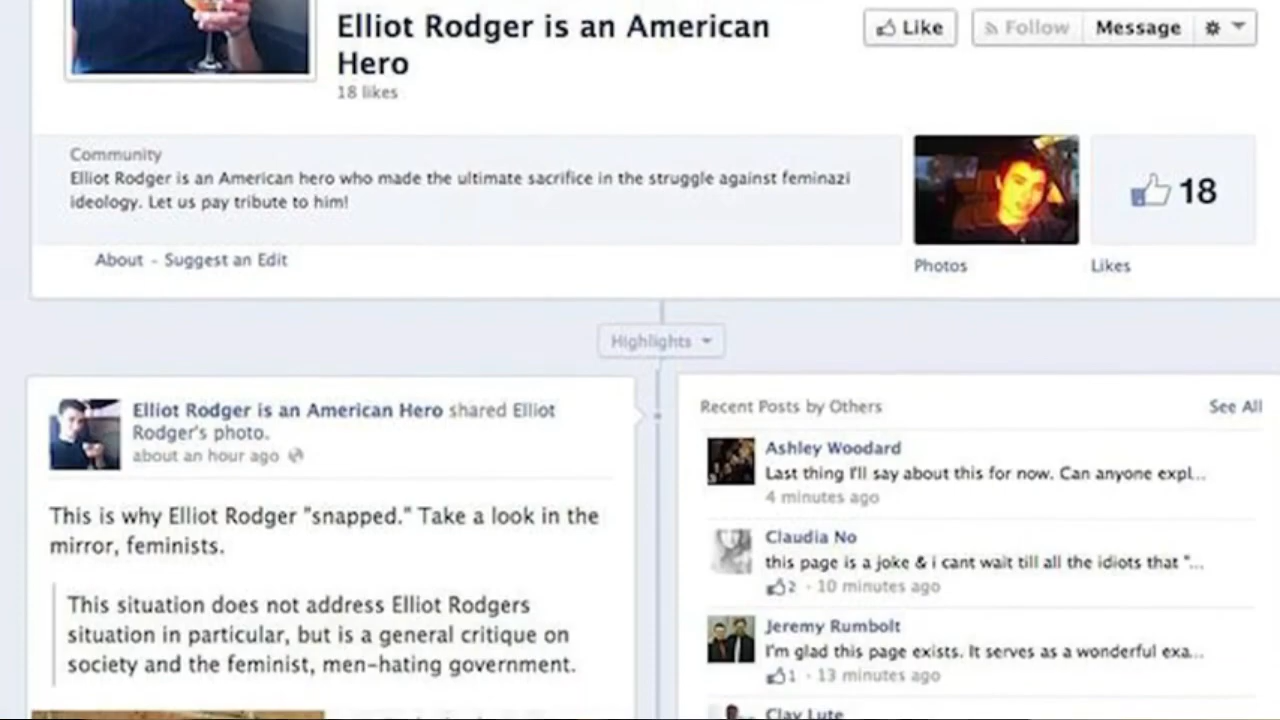 Elliot Rodger is an American
Hero
18 likes
Like
Follow
Message
Community
Elliot Rodger is an American hero who made the ultimate sacrifice in the struggle against feminazi
ideology. Let us pay tribute to him!
18
About - Suggest an Edit
Photos
Likes
Highlights
Elliot Rodger is an American Hero shared Elliot
Rodger's photo.
about an hour ago
This is why Elliot Rodger "snapped." Take a look in the
mirror, feminists.
This situation does not address Elliot Rodgers
situation in particular, but is a general critique on
society and the feminist, men-hating government.
Recent Posts by Others
See All
Ashley Woodard
Last thing I'll say about this for now. Can anyone expl...
4 minutes ago
Claudia No
this page is a joke & i cant wait till all the idiots that "...
2 · 10 minutes ago
Jeremy Rumbolt
I'm glad this page exists. It serves as a wonderful exa...
1 · 13 minutes ago
Clay Lute